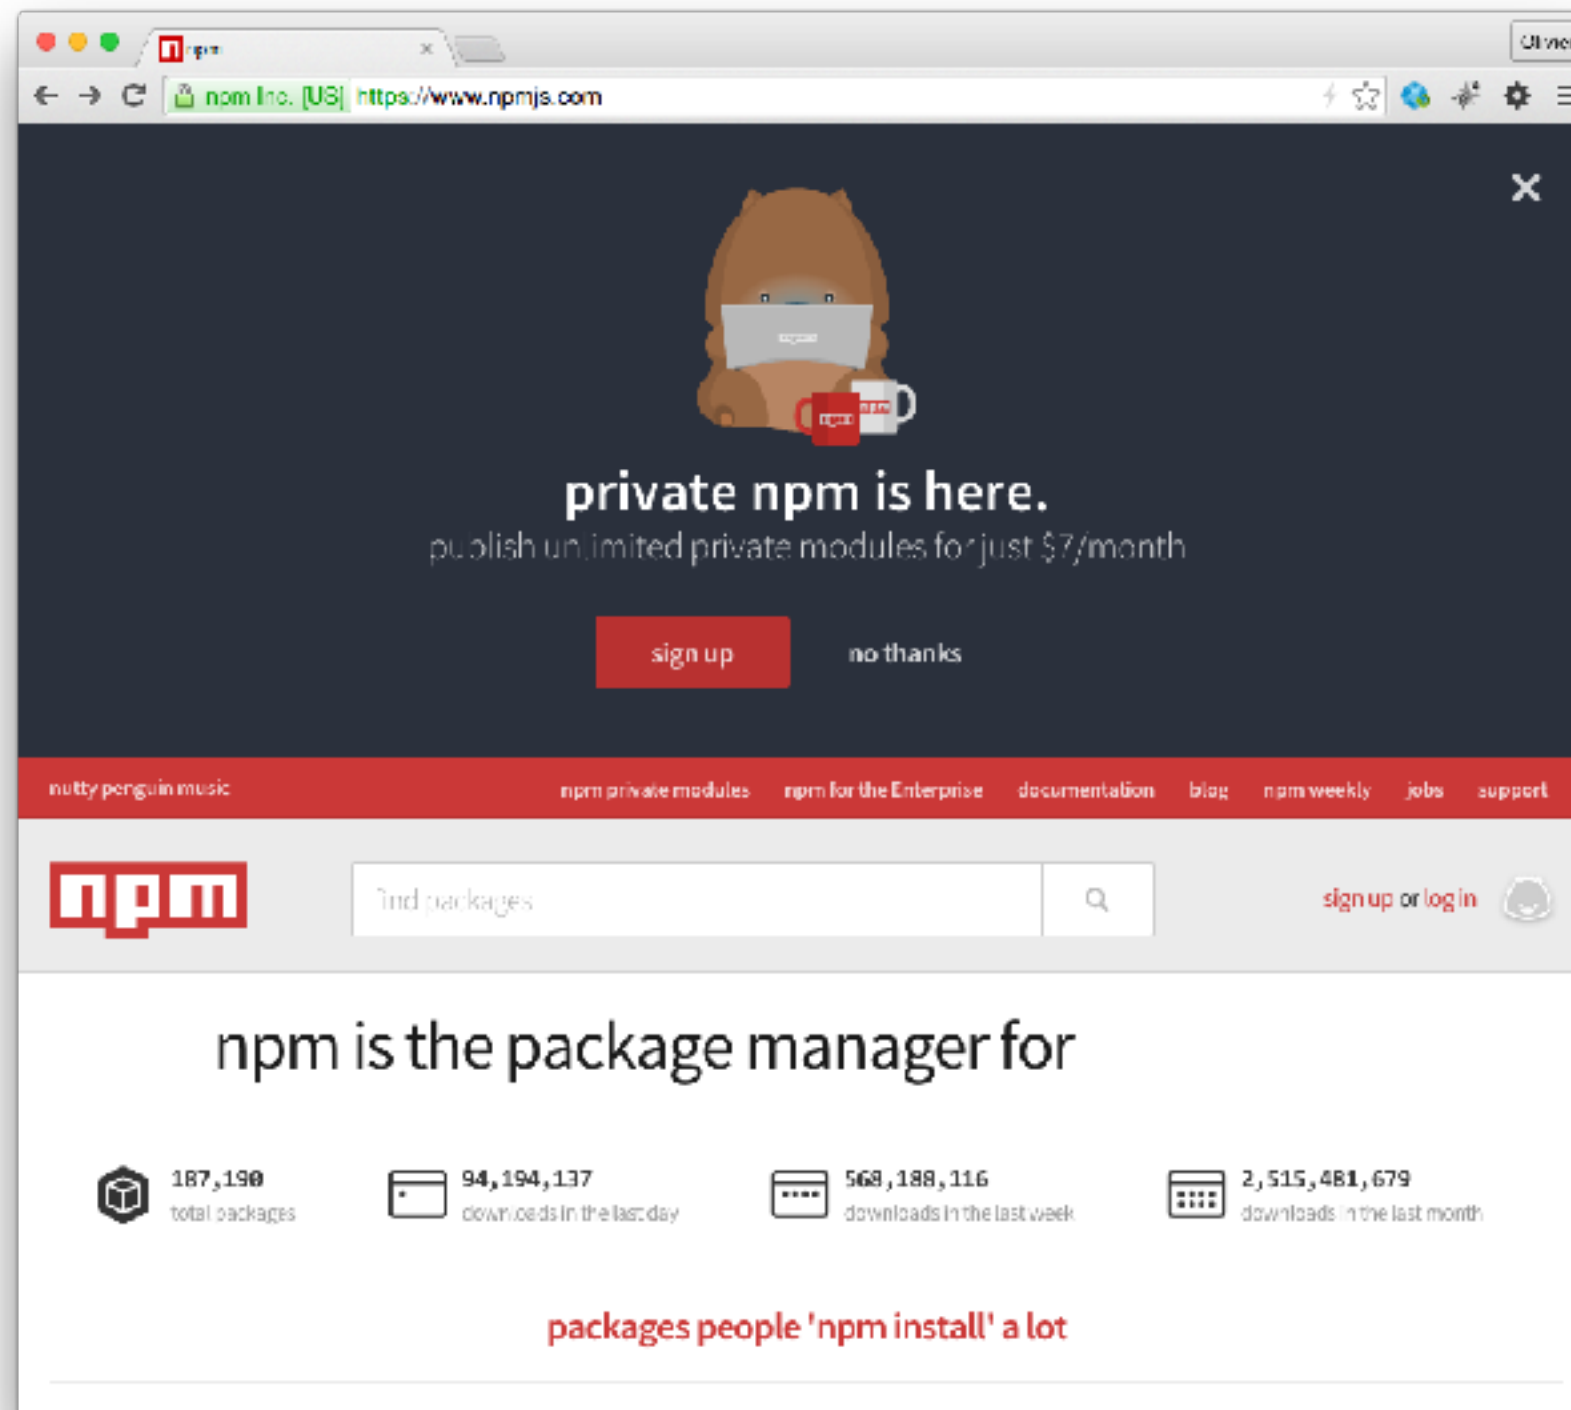 npm
Olivier
npm Inc. [US] https://www.npmjs.com
npm
npm
private npm is here.
publish unlimited private modules for just $7/month
sign up no thanks
nutty penguin music npm private modules npm for the Enterprise documentation blog npm weekly jobs support
npm find packages sign up or log in
npm is the package manager for
187,190 94,194,137 568,188,116 2,515,481,679
total packages downloads in the last day downloads in the last week downloads in the last month
packages people 'npm install' a lot